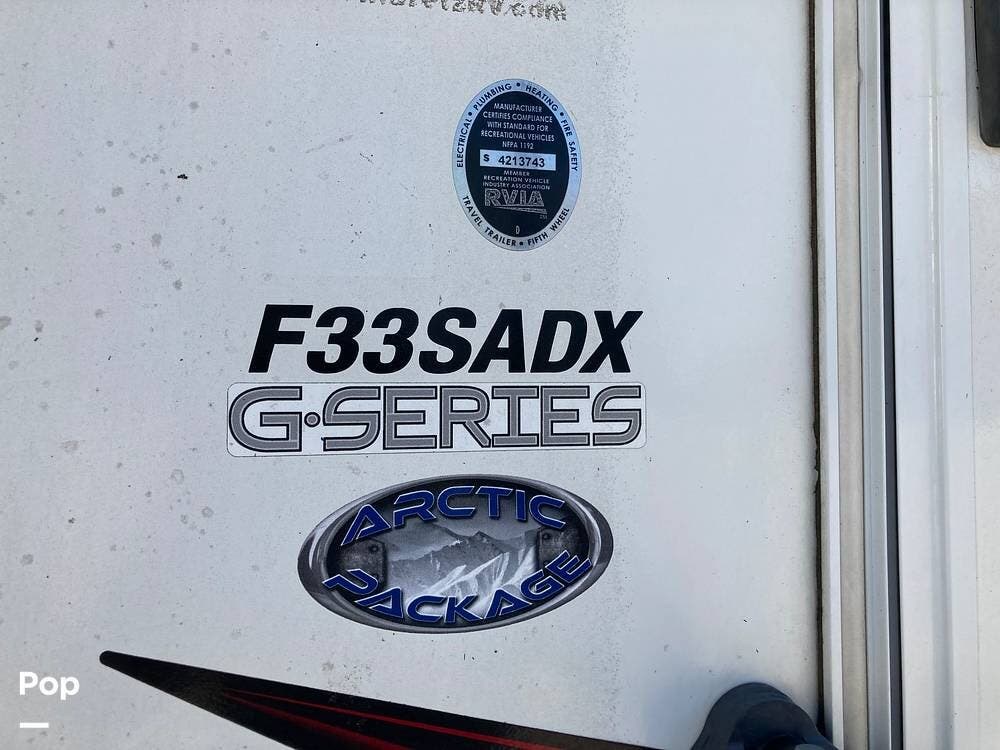 ELECTRICAL • PLUMBING • HEATING • FIRE SAFETY
MANUFACTURER
CERTIFIES COMPLIANCE
WITH STANDARD FOR
RECREATIONAL VEHICLES
NFPA 1192
S 4213743
MEMBER
RECREATION VEHICLE
INDUSTRY ASSOCIATION
RVIA
D
TRAVEL TRAILER • FIFTH WHEEL
F33SADX
G•SERIES
ARCTIC
PACKAGE
Pop